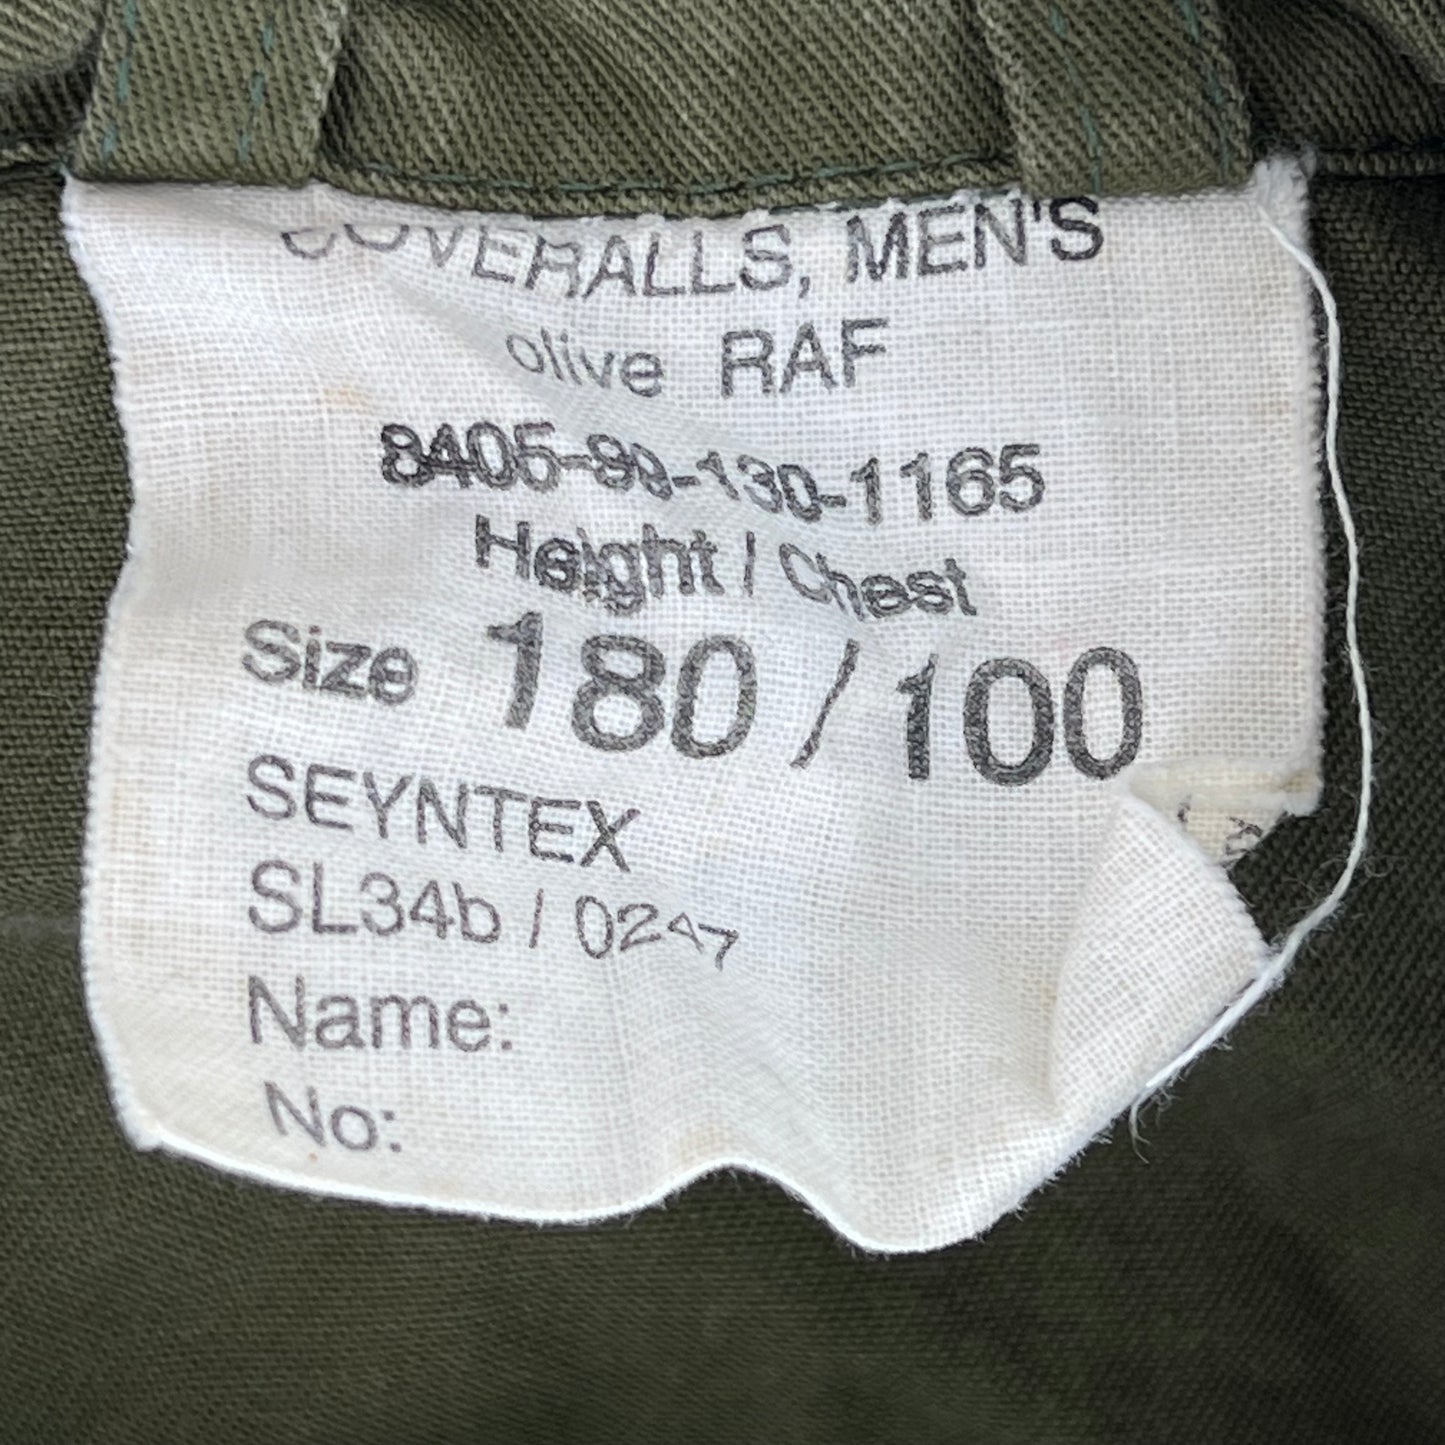 COVERALLS, MEN'S
olive RAF
8405-99-130-1165
Height / Chest
Size 180 / 100
SEYNTEX
SL34b / 0247
Name:
No: